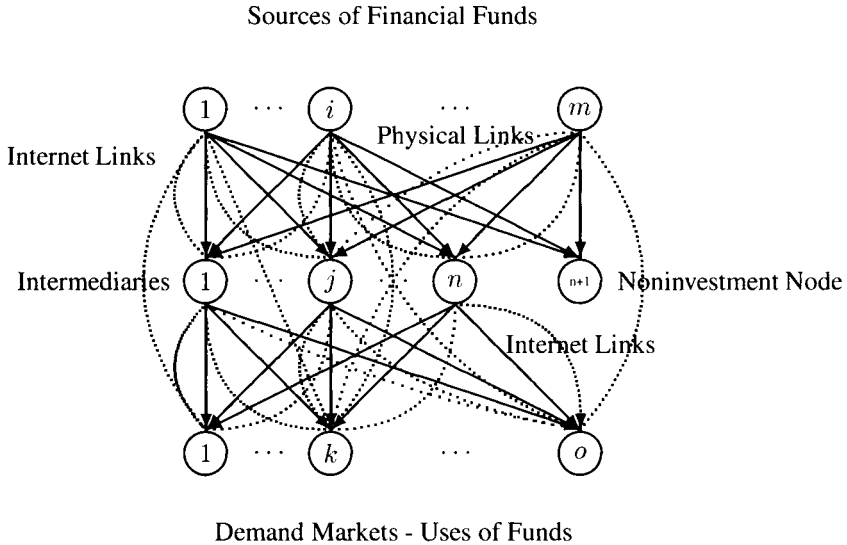 Sources of Financial Funds
1 ... i ... m
Physical Links
Internet Links
Intermediaries 1 ... j ... n n+1 Noninvestment Node
Internet Links
1 ... k ... o
Demand Markets - Uses of Funds